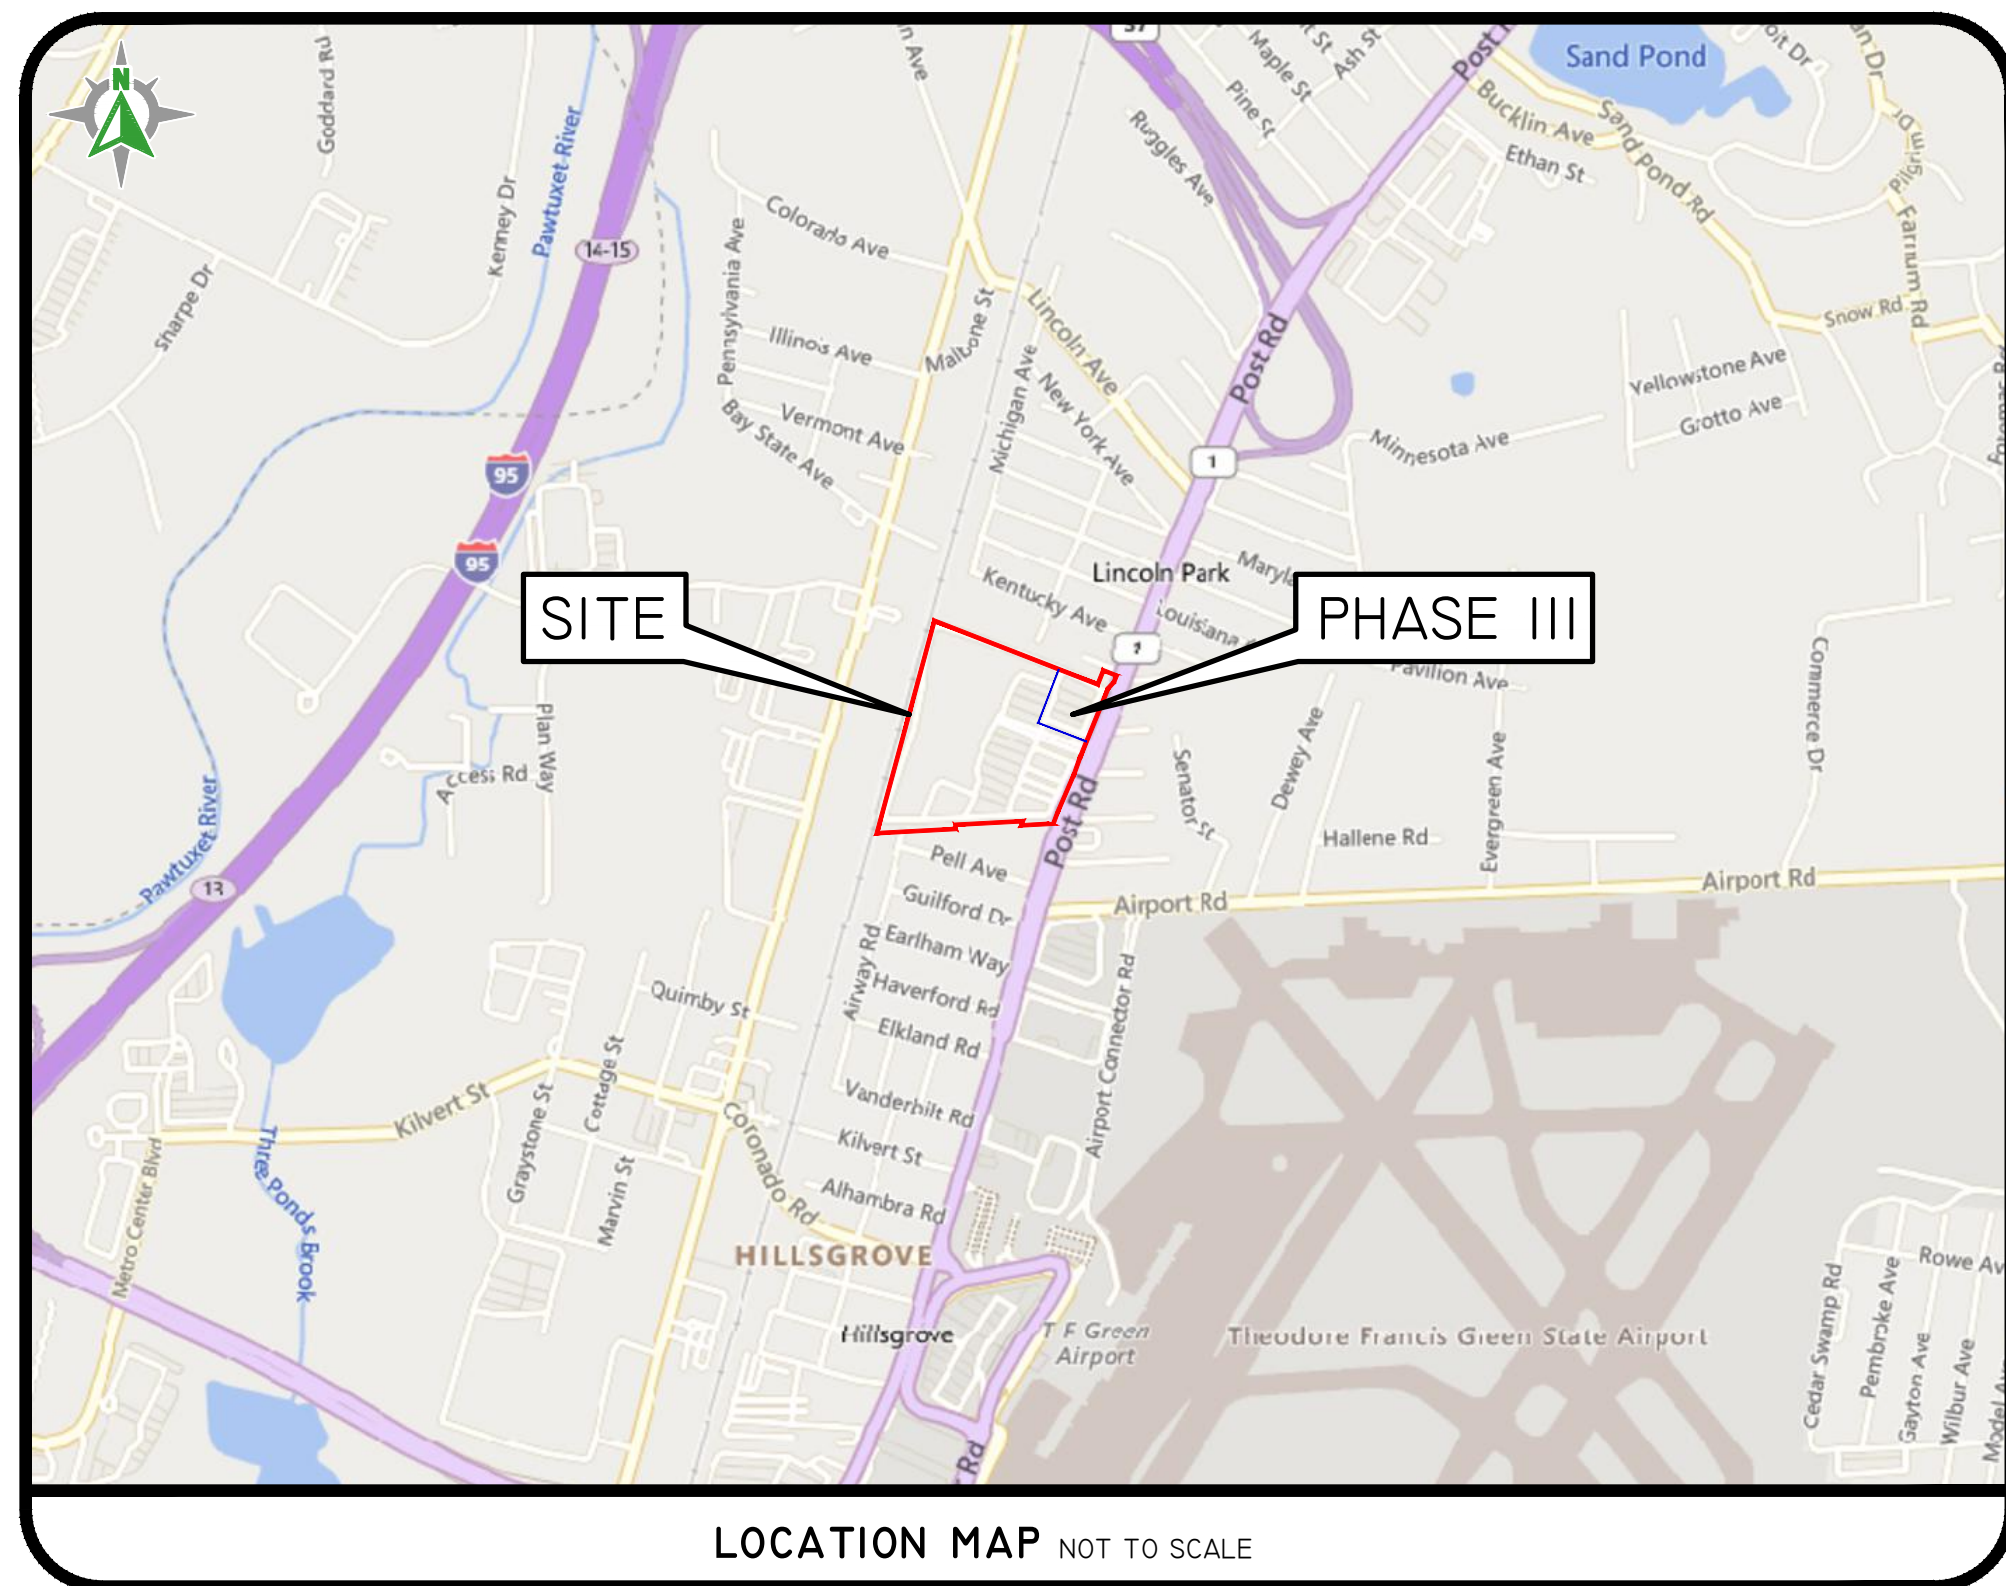 N
Goddard Rd
Pawtuxet River
Kenney Dr
14-15
Sharpe Dr
Colorado Ave
Pennsylvania Ave
Illinois Ave
Malbone St
Vermont Ave
Bay State Ave
Michigan Ave
Lincoln Ave
New York Ave
37
Maple St
Ash St
Pine St
Ruggles Ave
Post Rd
Sand Pond
Bucklin Ave
Sand Pond Rd
Ethan St
Pilgrim Dr
Farnum Rd
Snow Rd
Yellowstone Ave
Grotto Ave
Minnesota Ave
1
95
95
Lincoln Park
Kentucky Ave
Louisiana
1
SITE
PHASE III
Pavilion Ave
Commerce Dr
Plan Way
Access Rd
Pawtuxet River
13
Senator St
Dewey Ave
Evergreen Ave
Hallene Rd
Post Rd
Airport Rd
Airport Rd
Pell Ave
Guilford Dr
Earlham Way
Airway Rd
Haverford Rd
Elkland Rd
Airport Connector Rd
Quimby St
Cottage St
Kilvert St
Graystone St
Marvin St
Vanderbilt Rd
Kilvert St
Coronado Rd
Alhambra Rd
Three Ponds Brook
Metro Center Blvd
HILLSGROVE
Hillsgrove
T F Green
Airport
Theodore Francis Green State Airport
Rowe Av
Cedar Swamp Rd
Pembroke Ave
Gayton Ave
Wilbur Ave
Rd
LOCATION MAP NOT TO SCALE